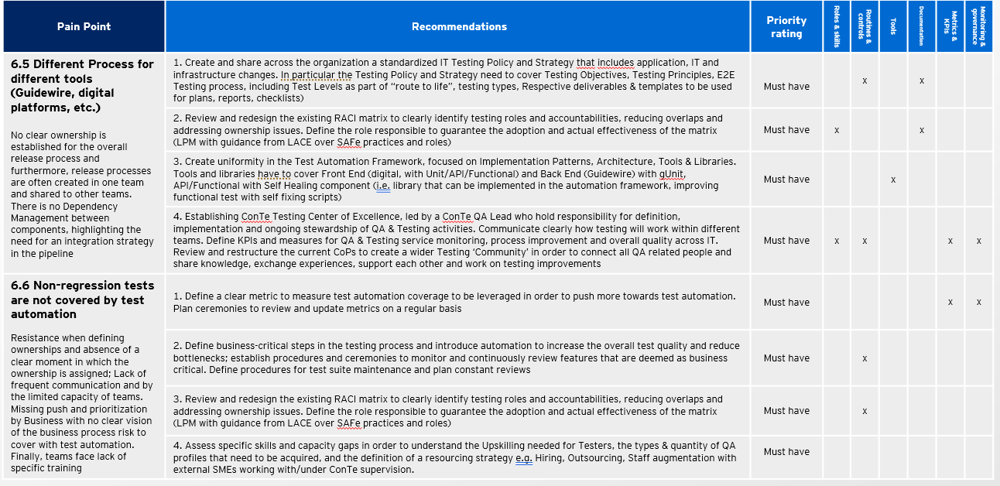 Pain Point
Recommendations
Priority
rating
Roles & skills
Routines &
controls
Tools
Documentation
Metrics &
KPIs
Monitoring &
governance
6.5 Different Process for
different tools
(Guidewire, digital
platforms, etc.)
No clear ownership is
established for the overall
release process and
furthermore, release processes
are often created in one team
and shared to other teams.
There is no Dependency
Management between
components, highlighting the
need for an integration strategy
in the pipeline
1. Create and share across the organization a standardized IT Testing Policy and Strategy that includes application, IT and
infrastructure changes. In particular the Testing Policy and Strategy need to cover Testing Objectives, Testing Principles, E2E
Testing process, including Test Levels as part of “route to life”, testing types, Respective deliverables & templates to be used
for plans, reports, checklists)
Must have
x
x
2. Review and redesign the existing RACI matrix to clearly identify testing roles and accountabilities, reducing overlaps and
addressing ownership issues. Define the role responsible to guarantee the adoption and actual effectiveness of the matrix
(LPM with guidance from LACE over SAFe practices and roles)
Must have
x
x
3. Create uniformity in the Test Automation Framework, focused on Implementation Patterns, Architecture, Tools & Libraries.
Tools and libraries have to cover Front End (digital, with Unit/API/Functional) and Back End (Guidewire) with gUnit,
API/Functional with Self Healing component (i.e. library that can be implemented in the automation framework, improving
functional test with self fixing scripts)
Must have
x
4. Establishing ConTe Testing Center of Excellence, led by a ConTe QA Lead who hold responsibility for definition,
implementation and ongoing stewardship of QA & Testing activities. Communicate clearly how testing will work within different
teams. Define KPIs and measures for QA & Testing service monitoring, process improvement and overall quality across IT.
Review and restructure the current CoPs to create a wider Testing ‘Community’ in order to connect all QA related people and
share knowledge, exchange experiences, support each other and work on testing improvements
Must have
x
x
x
x
6.6 Non-regression tests
are not covered by test
automation
Resistance when defining
ownerships and absence of a
clear moment in which the
ownership is assigned; Lack of
frequent communication and by
the limited capacity of teams.
Missing push and prioritization
by Business with no clear vision
of the business process risk to
cover with test automation.
Finally, teams face lack of
specific training
1. Define a clear metric to measure test automation coverage to be leveraged in order to push more towards test automation.
Plan ceremonies to review and update metrics on a regular basis
Must have
x
x
2. Define business-critical steps in the testing process and introduce automation to increase the overall test quality and reduce
bottlenecks; establish procedures and ceremonies to monitor and continuously review features that are deemed as business
critical. Define procedures for test suite maintenance and plan constant reviews
Must have
x
3. Review and redesign the existing RACI matrix to clearly identify testing roles and accountabilities, reducing overlaps and
addressing ownership issues. Define the role responsible to guarantee the adoption and actual effectiveness of the matrix
(LPM with guidance from LACE over SAFe practices and roles)
Must have
x
4. Assess specific skills and capacity gaps in order to understand the Upskilling needed for Testers, the types & quantity of QA
profiles that need to be acquired, and the definition of a resourcing strategy e.g. Hiring, Outsourcing, Staff augmentation with
external SMEs working with/under ConTe supervision.
Must have